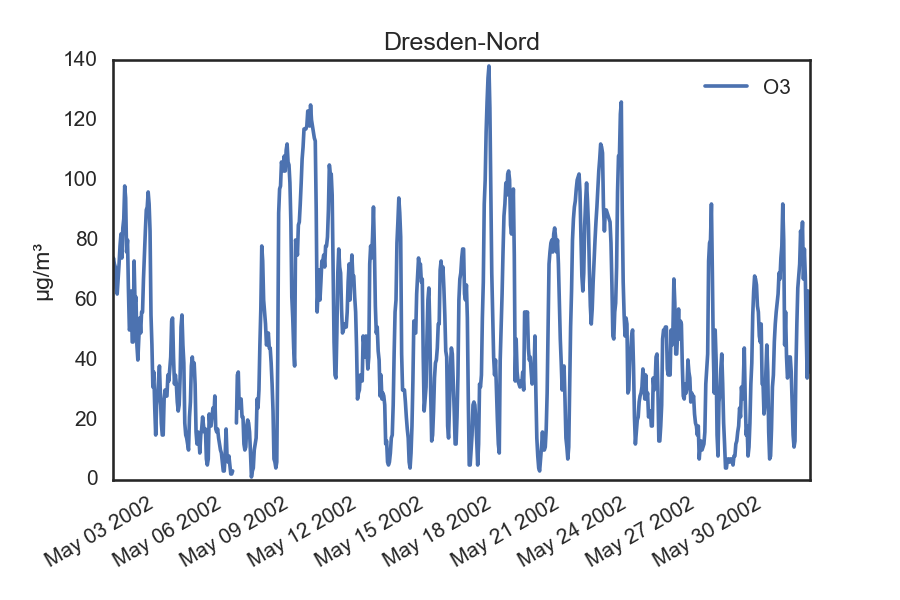 Dresden-Nord
O3
µg/m³
140
120
100
80
60
40
20
0
May 03 2002
May 06 2002
May 09 2002
May 12 2002
May 15 2002
May 18 2002
May 21 2002
May 24 2002
May 27 2002
May 30 2002